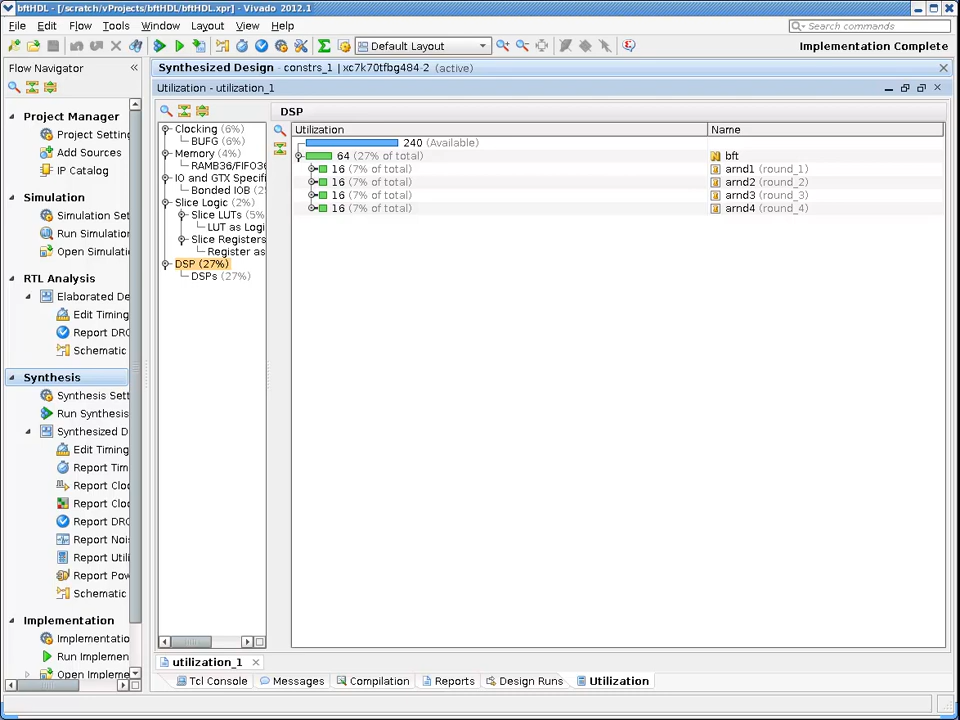 bftHDL - [/scratch/vProjects/bftHDL/bftHDL.xpr] - Vivado 2012.1
File Edit Flow Tools Window Layout View Help
Search commands
Default Layout
Implementation Complete
Flow Navigator
Project Manager
Project Setting
Add Sources
IP Catalog
Simulation
Simulation Set
Run Simulation
Open Simulati
RTL Analysis
Elaborated De
Edit Timing
Report DRC
Schematic
Synthesis
Synthesis Sett
Run Synthesis
Synthesized D
Edit Timing
Report Tim
Report Cloc
Report Cloc
Report DRC
Report Noi
Report Utili
Report Pow
Schematic
Implementation
Implementatio
Run Implemen
Open Impleme
Synthesized Design - constrs_1 | xc7k70tfbg484-2 (active)
Utilization - utilization_1
Clocking (6%)
BUFG (6%)
Memory (4%)
RAMB36/FIFO36
IO and GTX Specifi
Bonded IOB (2
Slice Logic (2%)
Slice LUTs (5%
LUT as Logi
Slice Registers
Register as
DSP (27%)
DSPs (27%)
DSP
Utilization Name
240 (Available)
64 (27% of total) bft
16 (7% of total) arnd1 (round_1)
16 (7% of total) arnd2 (round_2)
16 (7% of total) arnd3 (round_3)
16 (7% of total) arnd4 (round_4)
utilization_1
Tcl Console Messages Compilation Reports Design Runs Utilization